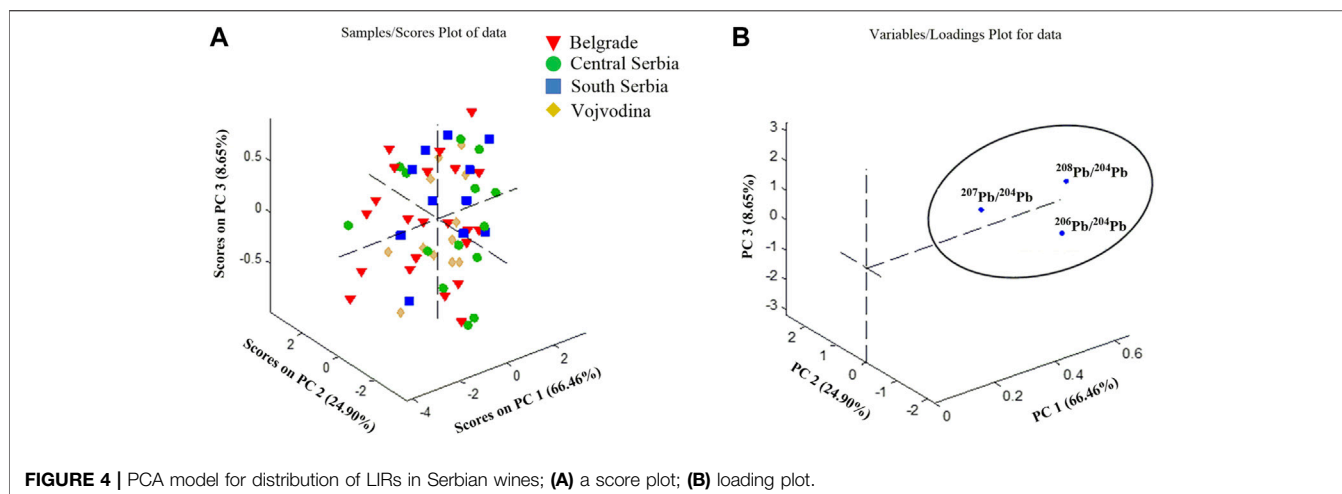 A
Samples/Scores Plot of data
Belgrade
Central Serbia
South Serbia
Vojvodina
Scores on PC 3 (8.65%)
0.5
0
-0.5
Scores on PC 2 (24.90%)
2
0
-2
Scores on PC 1 (66.46%)
-4
-2
0
2
B
Variables/Loadings Plot for data
PC 3 (8.65%)
3
2
1
0
-1
-2
-3
208Pb/204Pb
207Pb/204Pb
206Pb/204Pb
PC 2 (24.90%)
2
1
0
-1
-2
PC 1 (66.46%)
0
0.2
0.4
0.6
FIGURE 4 | PCA model for distribution of LIRs in Serbian wines; (A) a score plot; (B) loading plot.